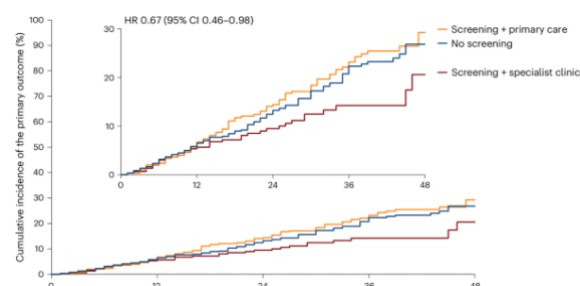 HR 0.67 (95% CI 0.46–0.98)
Screening + primary care
No screening
Screening + specialist clinic
Cumulative incidence of the primary outcome (%)
100
90
80
70
60
50
40
30
20
10
0
30
20
10
0
0 12 24 36 48
0 12 24 36 48